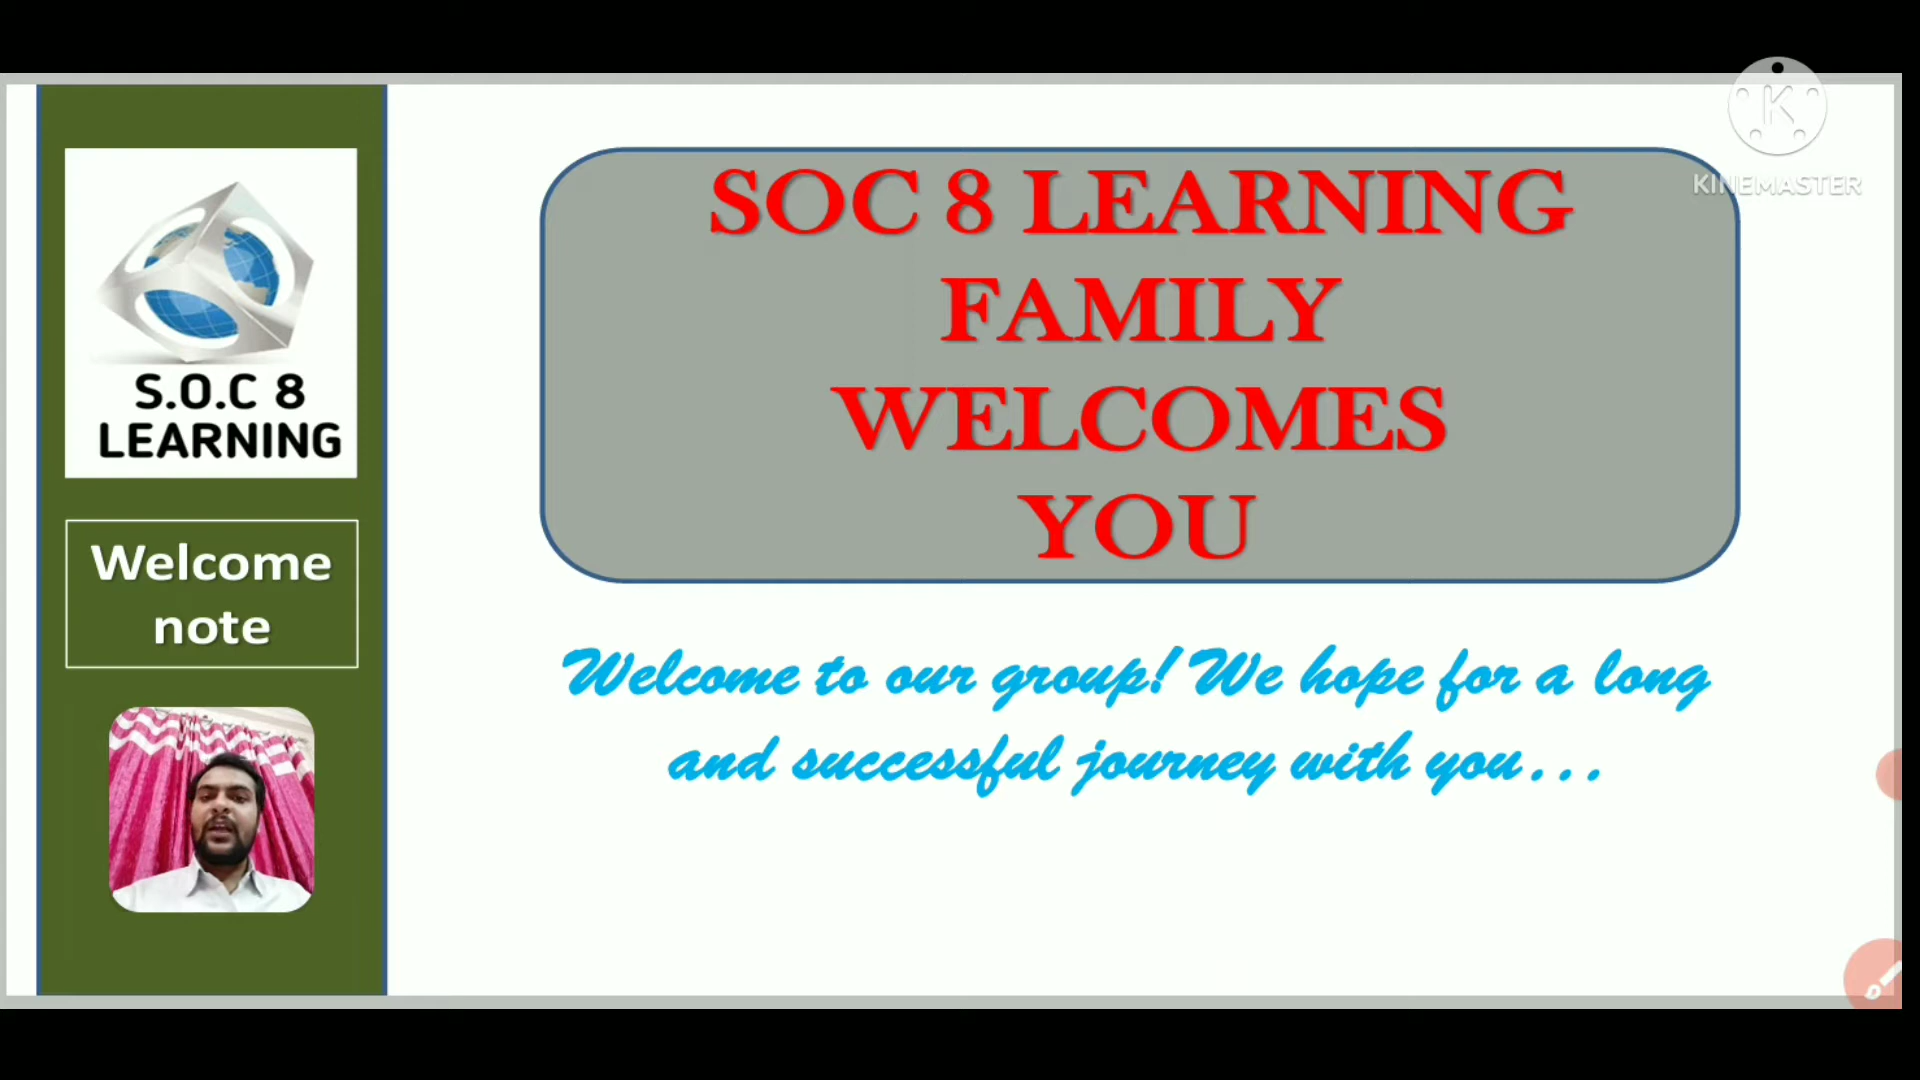 S.O.C 8
LEARNING
Welcome
note
SOC 8 LEARNING
FAMILY
WELCOMES
YOU
Welcome to our group! We hope for a long
and successful journey with you...
K
KINEMASTER